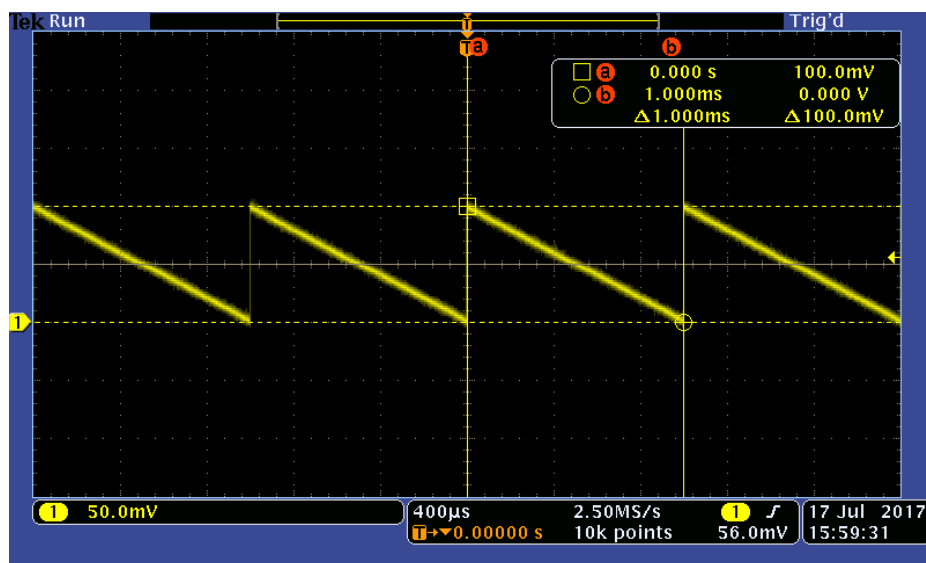 Tek Run Trig'd
T a b
a 0.000 s 100.0mV
b 1.000ms 0.000 V
Δ1.000ms Δ100.0mV
1
1 50.0mV
400µs 2.50MS/s 1 17 Jul 2017
T→▼0.00000 s 10k points 56.0mV 15:59:31